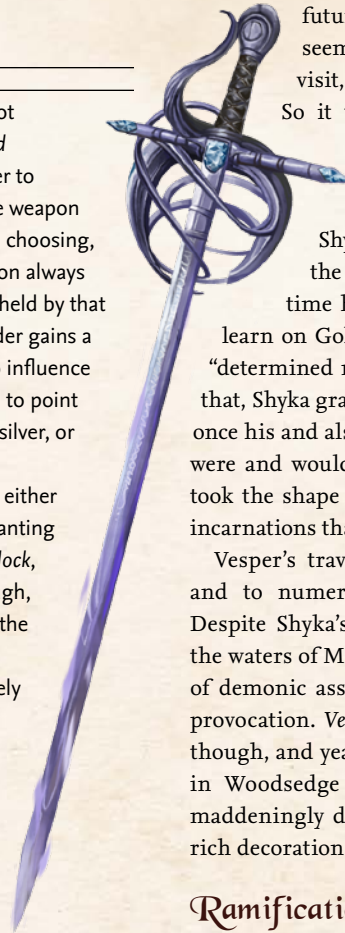 ot
d
er to
e weapon
choosing,
on always
held by that
der gains a
influence
to point
silver, or
either
anting
lock,
gh,
the
ely
futu
seem
visit,
So it
Shy
the
time l
learn on Gol
"determined
that, Shyka gra
once his and als
were and would
took the shape
incarnations tha
Vesper's trav
and to numer
Despite Shyka's
the waters of M
of demonic ass
provocation. Ve
though, and yea
in Woodsedge
maddeningly d
rich decoration
Ramificati